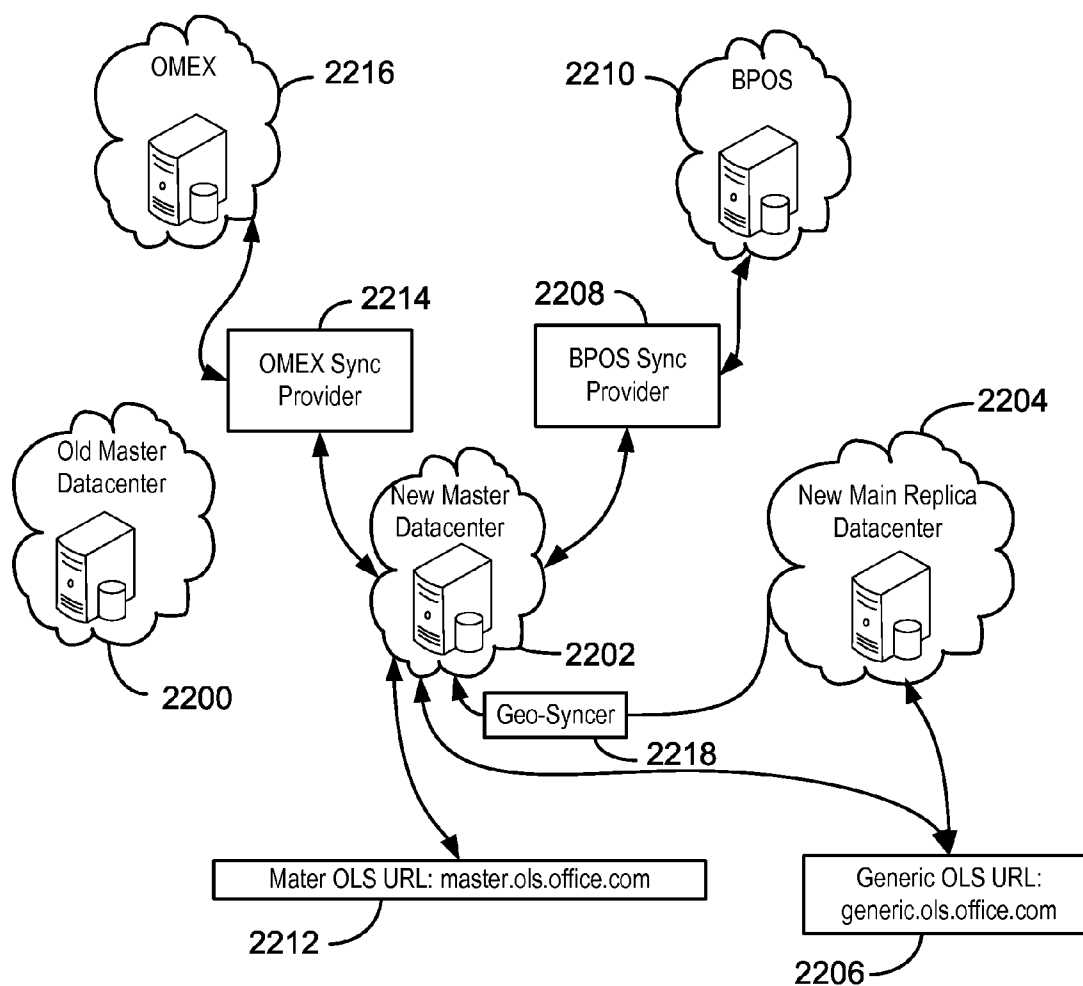 OMEX
2216
2210
BPOS
2214
2208
OMEX Sync
Provider
BPOS Sync
Provider
2204
Old Master
Datacenter
New Master
Datacenter
New Main Replica
Datacenter
2202
2200
Geo-Syncer
2218
Mater OLS URL: master.ols.office.com
Generic OLS URL:
generic.ols.office.com
2212
2206